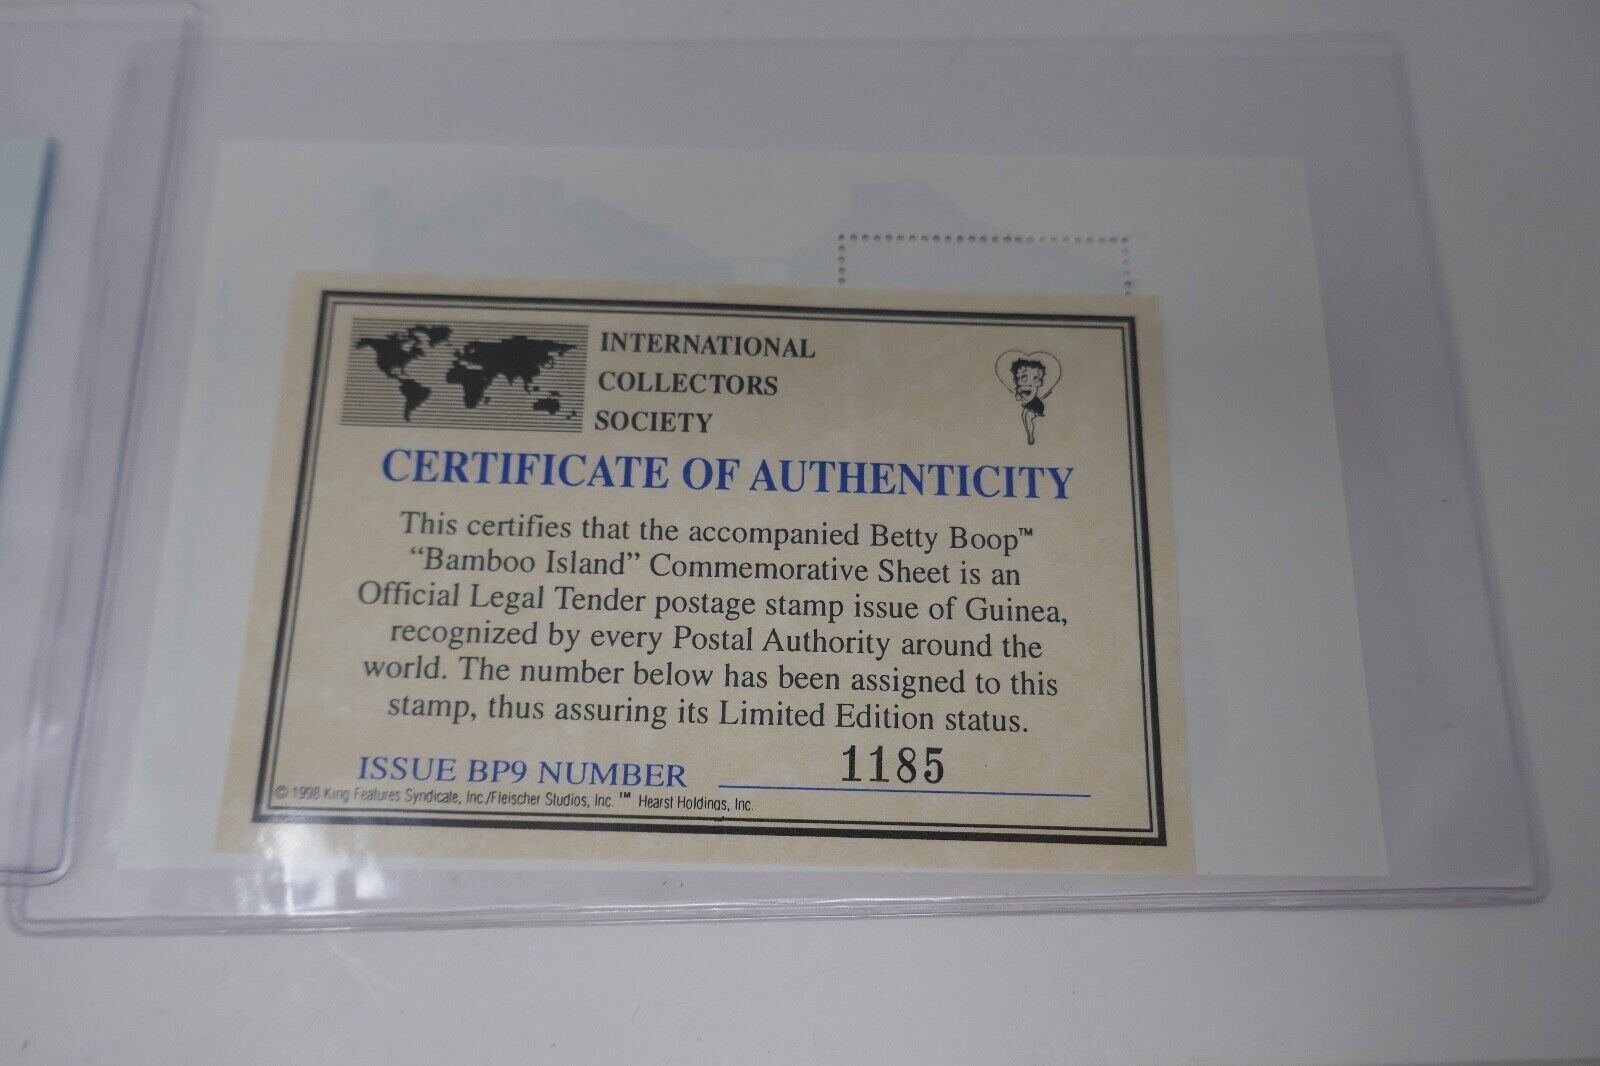 INTERNATIONAL
COLLECTORS
SOCIETY
CERTIFICATE OF AUTHENTICITY
This certifies that the accompanied Betty Boop™
“Bamboo Island” Commemorative Sheet is an
Official Legal Tender postage stamp issue of Guinea,
recognized by every Postal Authority around the
world. The number below has been assigned to this
stamp, thus assuring its Limited Edition status.
ISSUE BP9 NUMBER 1185
© 1998 King Features Syndicate, Inc./Fleischer Studios, Inc. ™ Hearst Holdings, Inc.